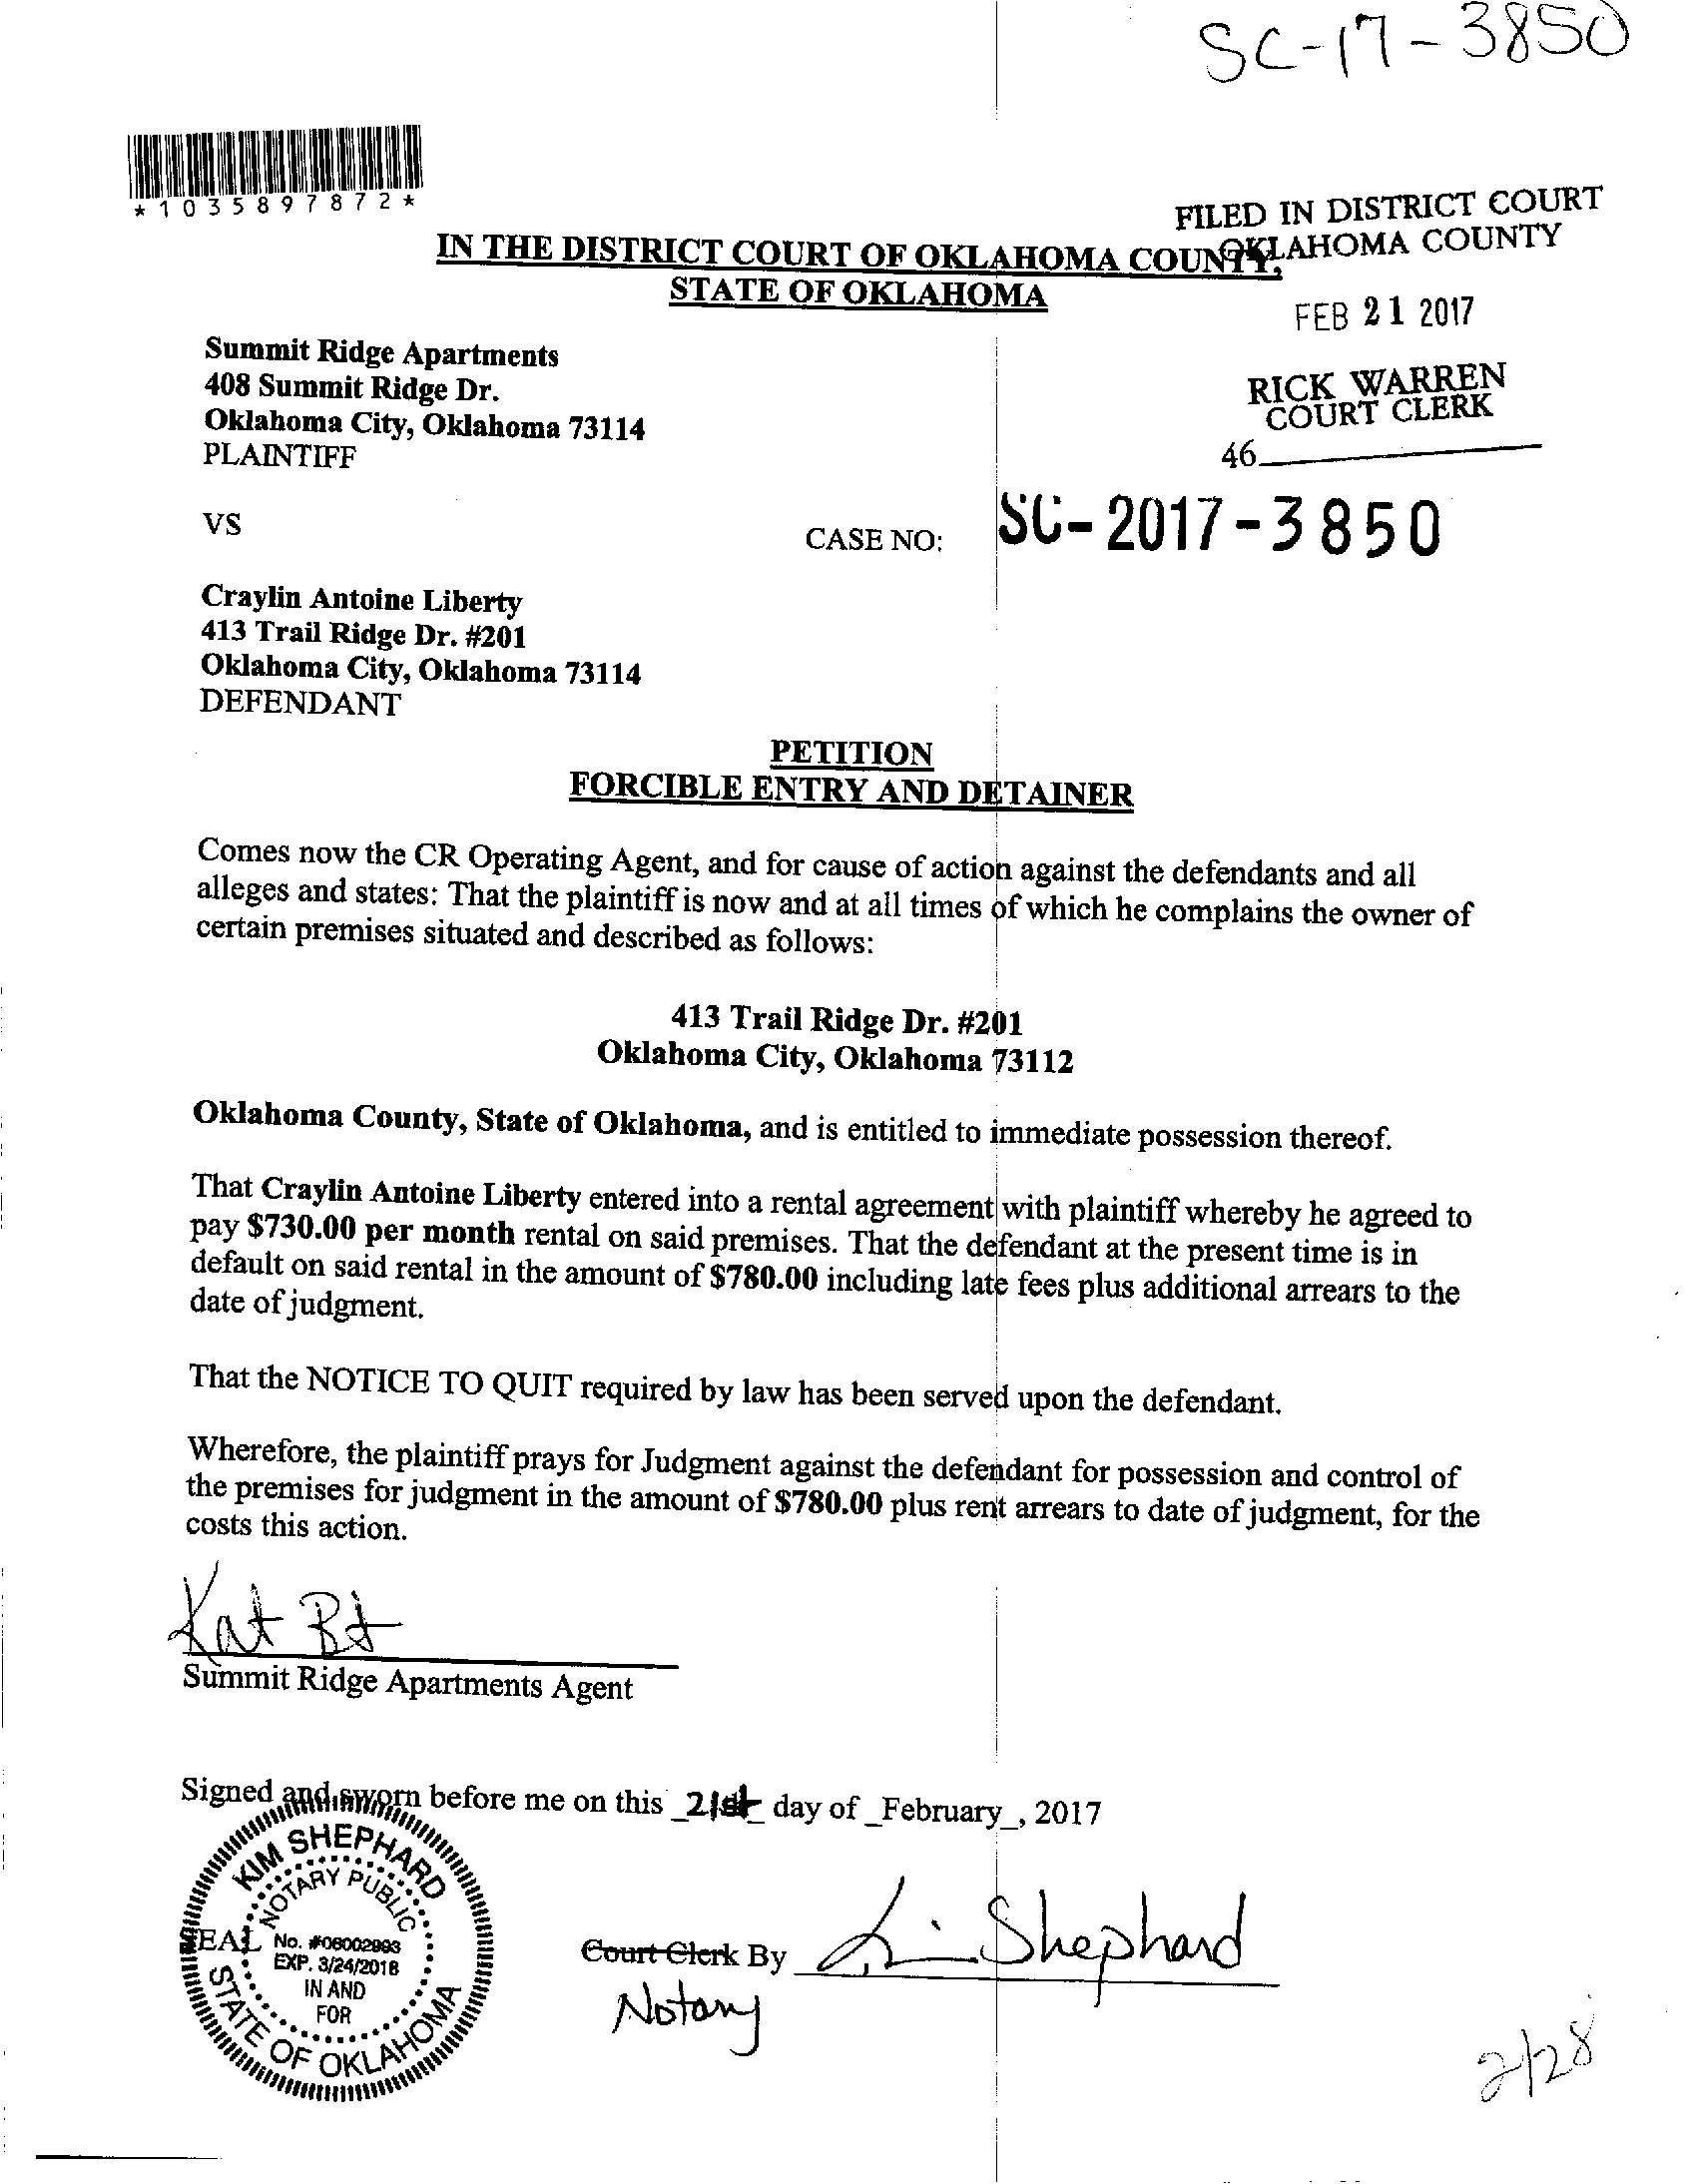 SC-17-3850
*1035897872*
FILED IN DISTRICT COURT
OKLAHOMA COUNTY
IN THE DISTRICT COURT OF OKLAHOMA COUNTY,
STATE OF OKLAHOMA
FEB 21 2017
Summit Ridge Apartments
408 Summit Ridge Dr.
Oklahoma City, Oklahoma 73114
PLAINTIFF
RICK WARREN
COURT CLERK
46
VS
CASE NO: SC-2017-3850
Craylin Antoine Liberty
413 Trail Ridge Dr. #201
Oklahoma City, Oklahoma 73114
DEFENDANT
PETITION
FORCIBLE ENTRY AND DETAINER
Comes now the CR Operating Agent, and for cause of action against the defendants and all
alleges and states: That the plaintiff is now and at all times of which he complains the owner of
certain premises situated and described as follows:
413 Trail Ridge Dr. #201
Oklahoma City, Oklahoma 73112
Oklahoma County, State of Oklahoma, and is entitled to immediate possession thereof.
That Craylin Antoine Liberty entered into a rental agreement with plaintiff whereby he agreed to
pay $730.00 per month rental on said premises. That the defendant at the present time is in
default on said rental in the amount of $780.00 including late fees plus additional arrears to the
date of judgment.
That the NOTICE TO QUIT required by law has been served upon the defendant.
Wherefore, the plaintiff prays for Judgment against the defendant for possession and control of
the premises for judgment in the amount of $780.00 plus rent arrears to date of judgment, for the
costs this action.
Kat
Summit Ridge Apartments Agent
Signed and sworn before me on this _21st_ day of _February_, 2017
KIM SHEPHARD
NOTARY PUBLIC
SEAL
No. #06002993
EXP. 3/24/2018
IN AND
FOR
STATE OF OKLAHOMA
Court Clerk By Shephard
Notary
2/28